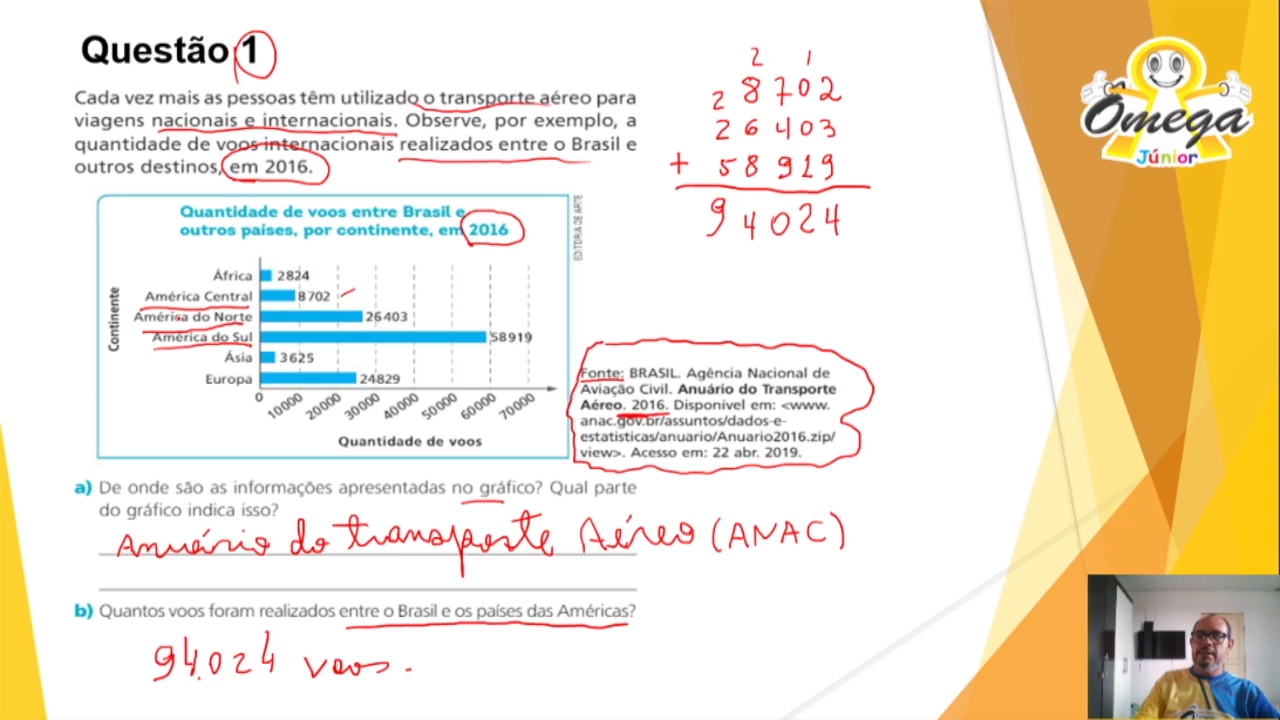 Questão 1
Cada vez mais as pessoas têm utilizado o transporte aéreo para
viagens nacionais e internacionais. Observe, por exemplo, a
quantidade de voos internacionais realizados entre o Brasil e
outros destinos, em 2016.
Quantidade de voos entre Brasil e
outros países, por continente, em 2016
EDITORIA DE ARTE
Continente
África 2824
América Central 8702
América do Norte 26403
América do Sul 58919
Ásia 3625
Europa 24829
0 10000 20000 30000 40000 50000 60000 70000
Quantidade de voos
Fonte: BRASIL. Agência Nacional de
Aviação Civil. Anuário do Transporte
Aéreo. 2016. Disponível em: <www.
anac.gov.br/assuntos/dados-e-
estatisticas/anuario/Anuario2016.zip/
view>. Acesso em: 22 abr. 2019.
2 1
8702
2
26403
+ 58919
94024
a) De onde são as informações apresentadas no gráfico? Qual parte
do gráfico indica isso?
Anuário do transporte Aéreo (ANAC)
b) Quantos voos foram realizados entre o Brasil e os países das Américas?
94.024 voos.
Ômega
Júnior
Ômega